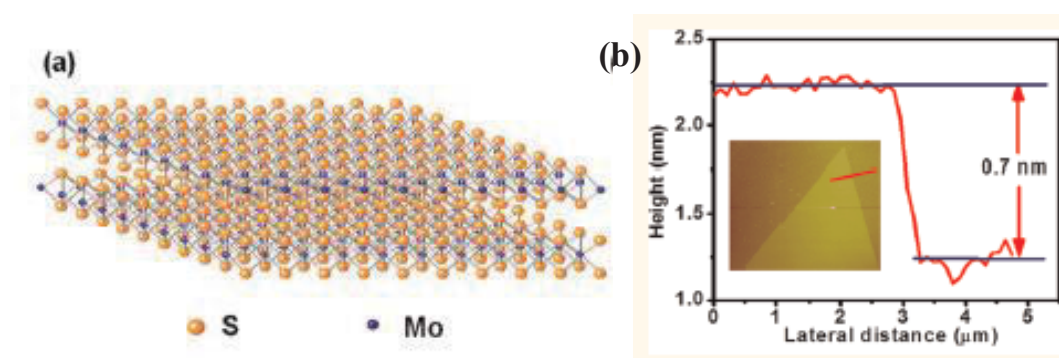 (a)
S
Mo
(b)
2.5
2.0
1.5
1.0
Height (nm)
0.7 nm
0 1 2 3 4 5
Lateral distance (μm)